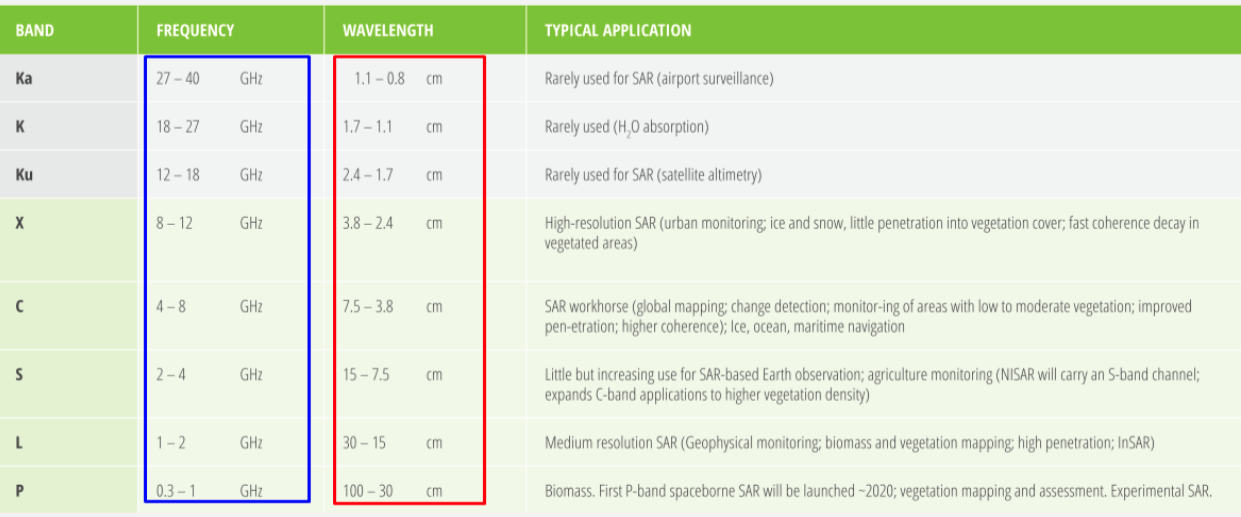 BAND FREQUENCY WAVELENGTH TYPICAL APPLICATION
Ka 27 – 40 GHz 1.1 – 0.8 cm Rarely used for SAR (airport surveillance)
K 18 – 27 GHz 1.7 – 1.1 cm Rarely used (H₂O absorption)
Ku 12 – 18 GHz 2.4 – 1.7 cm Rarely used for SAR (satellite altimetry)
X 8 – 12 GHz 3.8 – 2.4 cm High-resolution SAR (urban monitoring; ice and snow, little penetration into vegetation cover; fast coherence decay in
vegetated areas)
C 4 – 8 GHz 7.5 – 3.8 cm SAR workhorse (global mapping; change detection; monitor-ing of areas with low to moderate vegetation; improved
pen-etration; higher coherence); Ice, ocean, maritime navigation
S 2 – 4 GHz 15 – 7.5 cm Little but increasing use for SAR-based Earth observation; agriculture monitoring (NISAR will carry an S-band channel;
expands C-band applications to higher vegetation density)
L 1 – 2 GHz 30 – 15 cm Medium resolution SAR (Geophysical monitoring; biomass and vegetation mapping; high penetration; InSAR)
P 0.3 – 1 GHz 100 – 30 cm Biomass. First P-band spaceborne SAR will be launched ~2020; vegetation mapping and assessment. Experimental SAR.